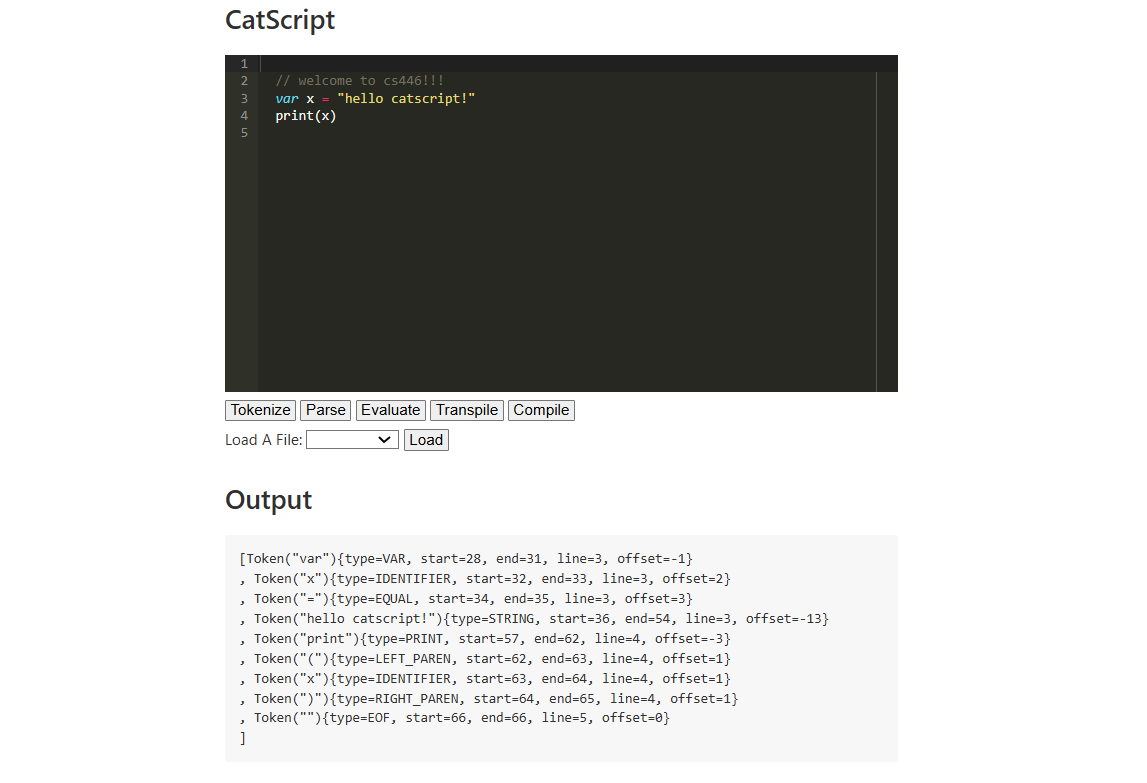 CatScript
1
2 // welcome to cs446!!!
3 var x = "hello catscript!"
4 print(x)
5
Tokenize Parse Evaluate Transpile Compile
Load A File: Load
Output
[Token("var"){type=VAR, start=28, end=31, line=3, offset=-1}
, Token("x"){type=IDENTIFIER, start=32, end=33, line=3, offset=2}
, Token("="){type=EQUAL, start=34, end=35, line=3, offset=3}
, Token("hello catscript!"){type=STRING, start=36, end=54, line=3, offset=-13}
, Token("print"){type=PRINT, start=57, end=62, line=4, offset=-3}
, Token("("){type=LEFT_PAREN, start=62, end=63, line=4, offset=1}
, Token("x"){type=IDENTIFIER, start=63, end=64, line=4, offset=1}
, Token(")"){type=RIGHT_PAREN, start=64, end=65, line=4, offset=1}
, Token(""){type=EOF, start=66, end=66, line=5, offset=0}
]